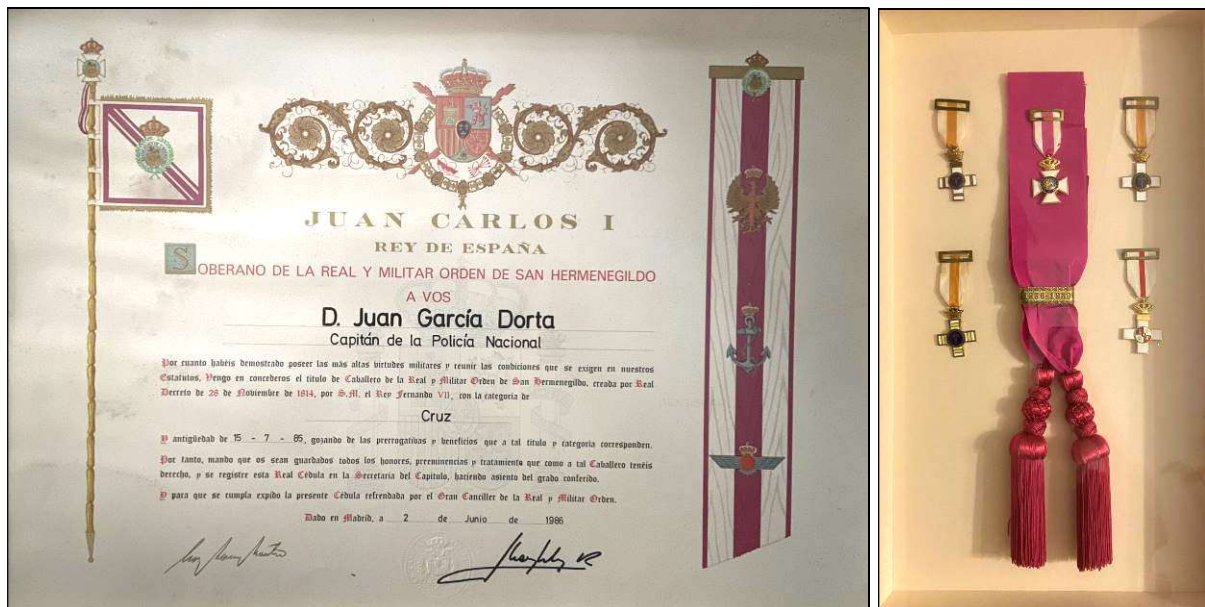 JUAN CARLOS I
REY DE ESPAÑA
SOBERANO DE LA REAL Y MILITAR ORDEN DE SAN HERMENEGILDO
A VOS
D. Juan García Dorta
Capitán de la Policía Nacional
Por cuanto habéis demostrado poseer las más altas virtudes militares y reunir las condiciones que se exigen en nuestros
Estatutos, Vengo en concederos el título de Caballero de la Real y Militar Orden de San Hermenegildo, creada por Real
Decreto de 28 de Noviembre de 1814, por S.M. el Rey Fernando VII, con la categoría de
Cruz
Y antigüedad de 15 - 7 - 85, gozando de las prerrogativas y beneficios que a tal título y categoría corresponden.
Por tanto, mando que os sean guardados todos los honores, preeminencias y tratamiento que como a tal Caballero tenéis
derecho, y se registre esta Real Cédula en la Secretaría del Capítulo, haciendo asiento del grado conferido.
Y para que se cumpla expido la presente Cédula refrendada por el Gran Canciller de la Real y Militar Orden.
Dado en Madrid, a 2 de Junio de 1986